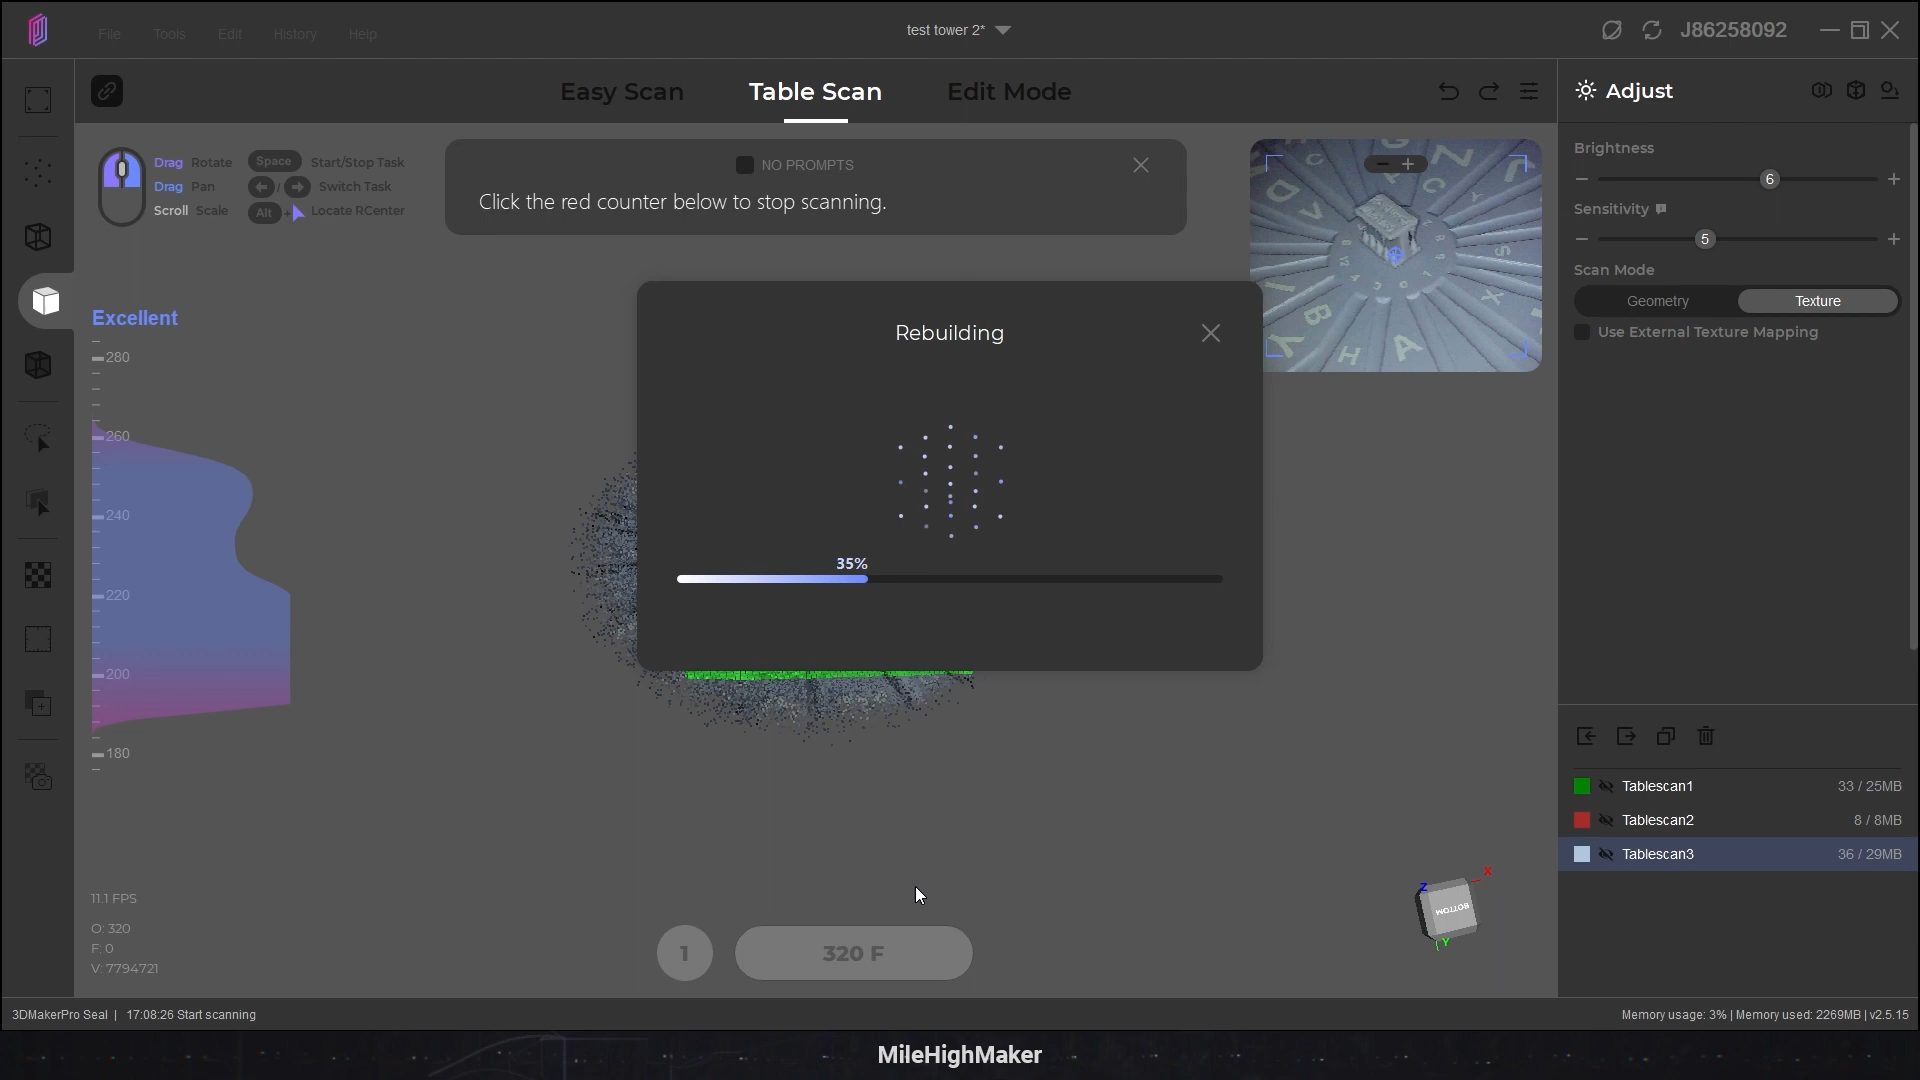 File Tools Edit History Help
test tower 2*
J86258092
Easy Scan Table Scan Edit Mode
Adjust
Drag Rotate Space Start/Stop Task
Drag Pan / Switch Task
Scroll Scale Alt + Locate RCenter
NO PROMPTS
Click the red counter below to stop scanning.
Brightness
6
Sensitivity
5
Scan Mode
Geometry Texture
Use External Texture Mapping
Excellent
280
260
240
220
200
180
Rebuilding
35%
Tablescan1 33 / 25MB
Tablescan2 8 / 8MB
Tablescan3 36 / 29MB
Z X
BOTTOM
Y
11.1 FPS
O: 320
F: 0
V: 7794721
1 320 F
3DMakerPro Seal | 17:08:26 Start scanning
Memory usage: 3% | Memory used: 2269MB | v2.5.15
MileHighMaker